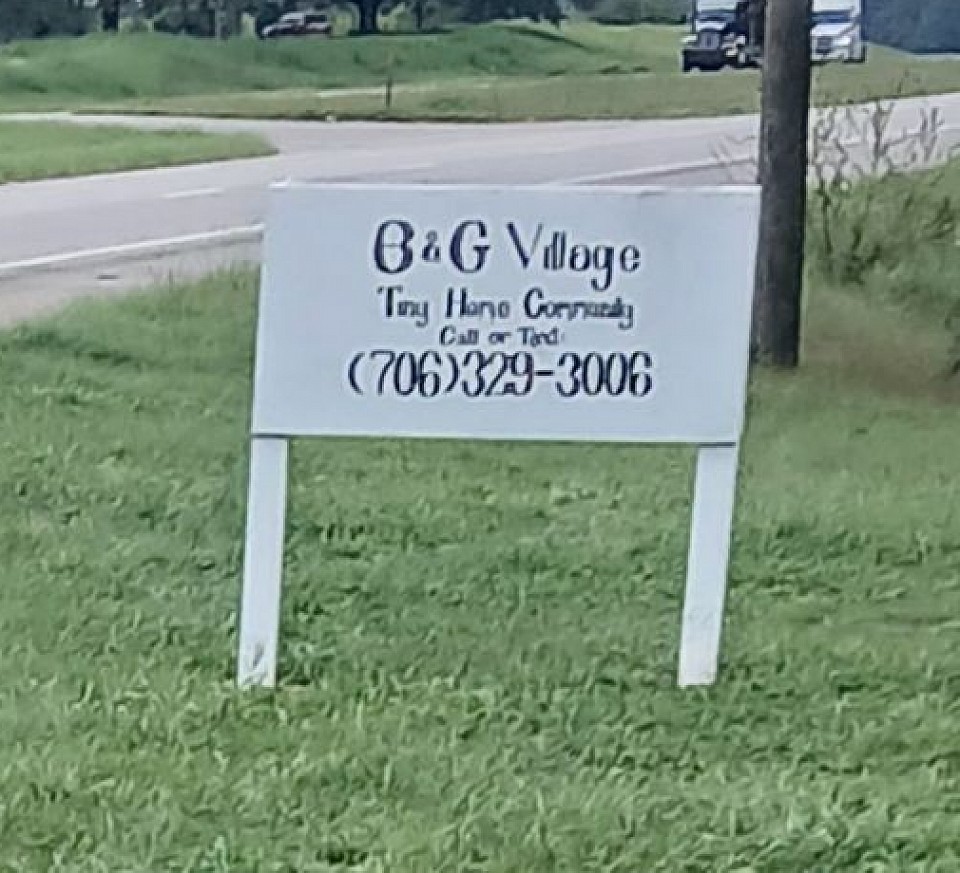 B & G Village
Tiny Home Community
Call or Text:
(706)329-3006